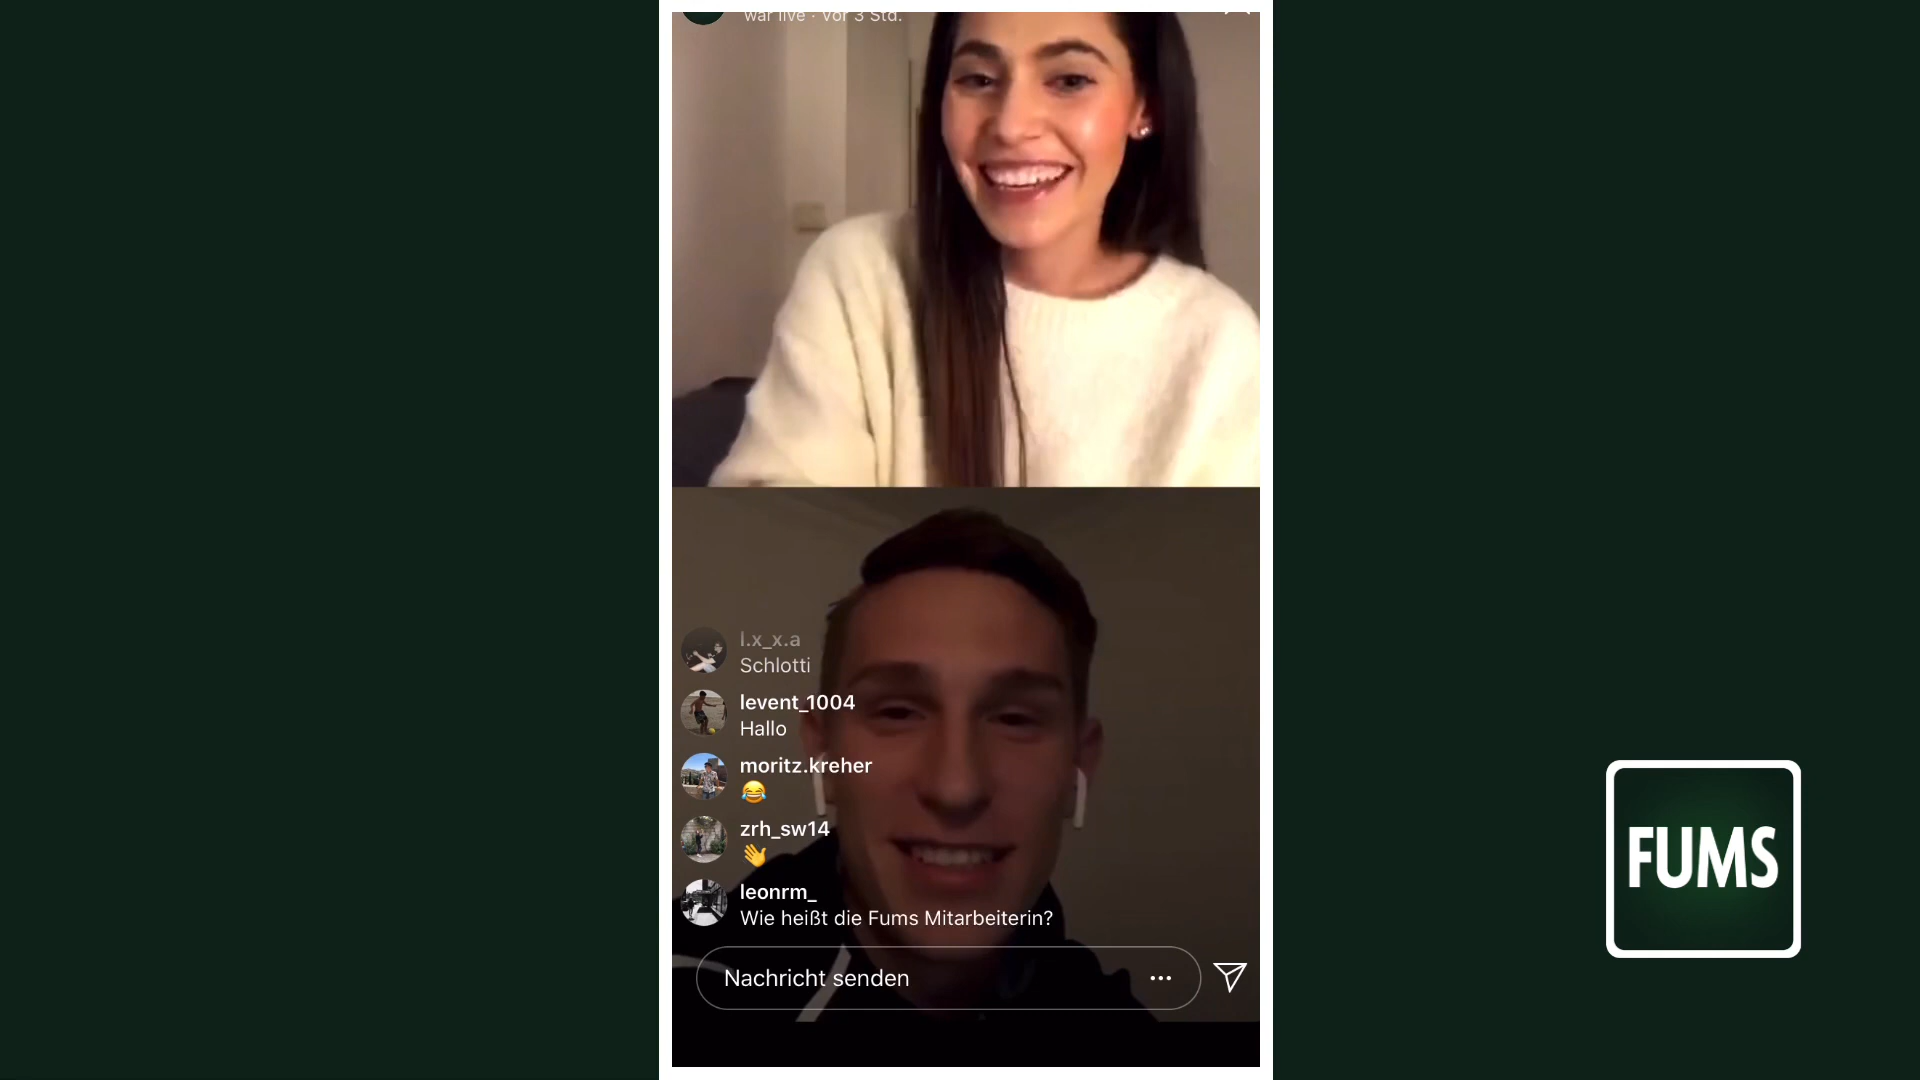 war live · Vor 3 Std.
l.x_x.a
Schlotti
levent_1004
Hallo
moritz.kreher
😂
zrh_sw14
👋
leonrm_
Wie heißt die Fums Mitarbeiterin?
Nachricht senden
FUMS